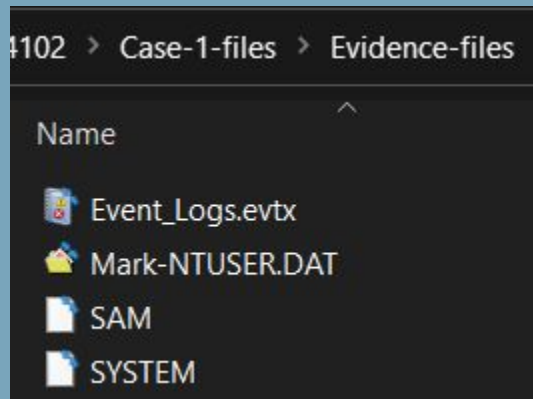 4102 > Case-1-files > Evidence-files
Name
Event_Logs.evtx
Mark-NTUSER.DAT
SAM
SYSTEM